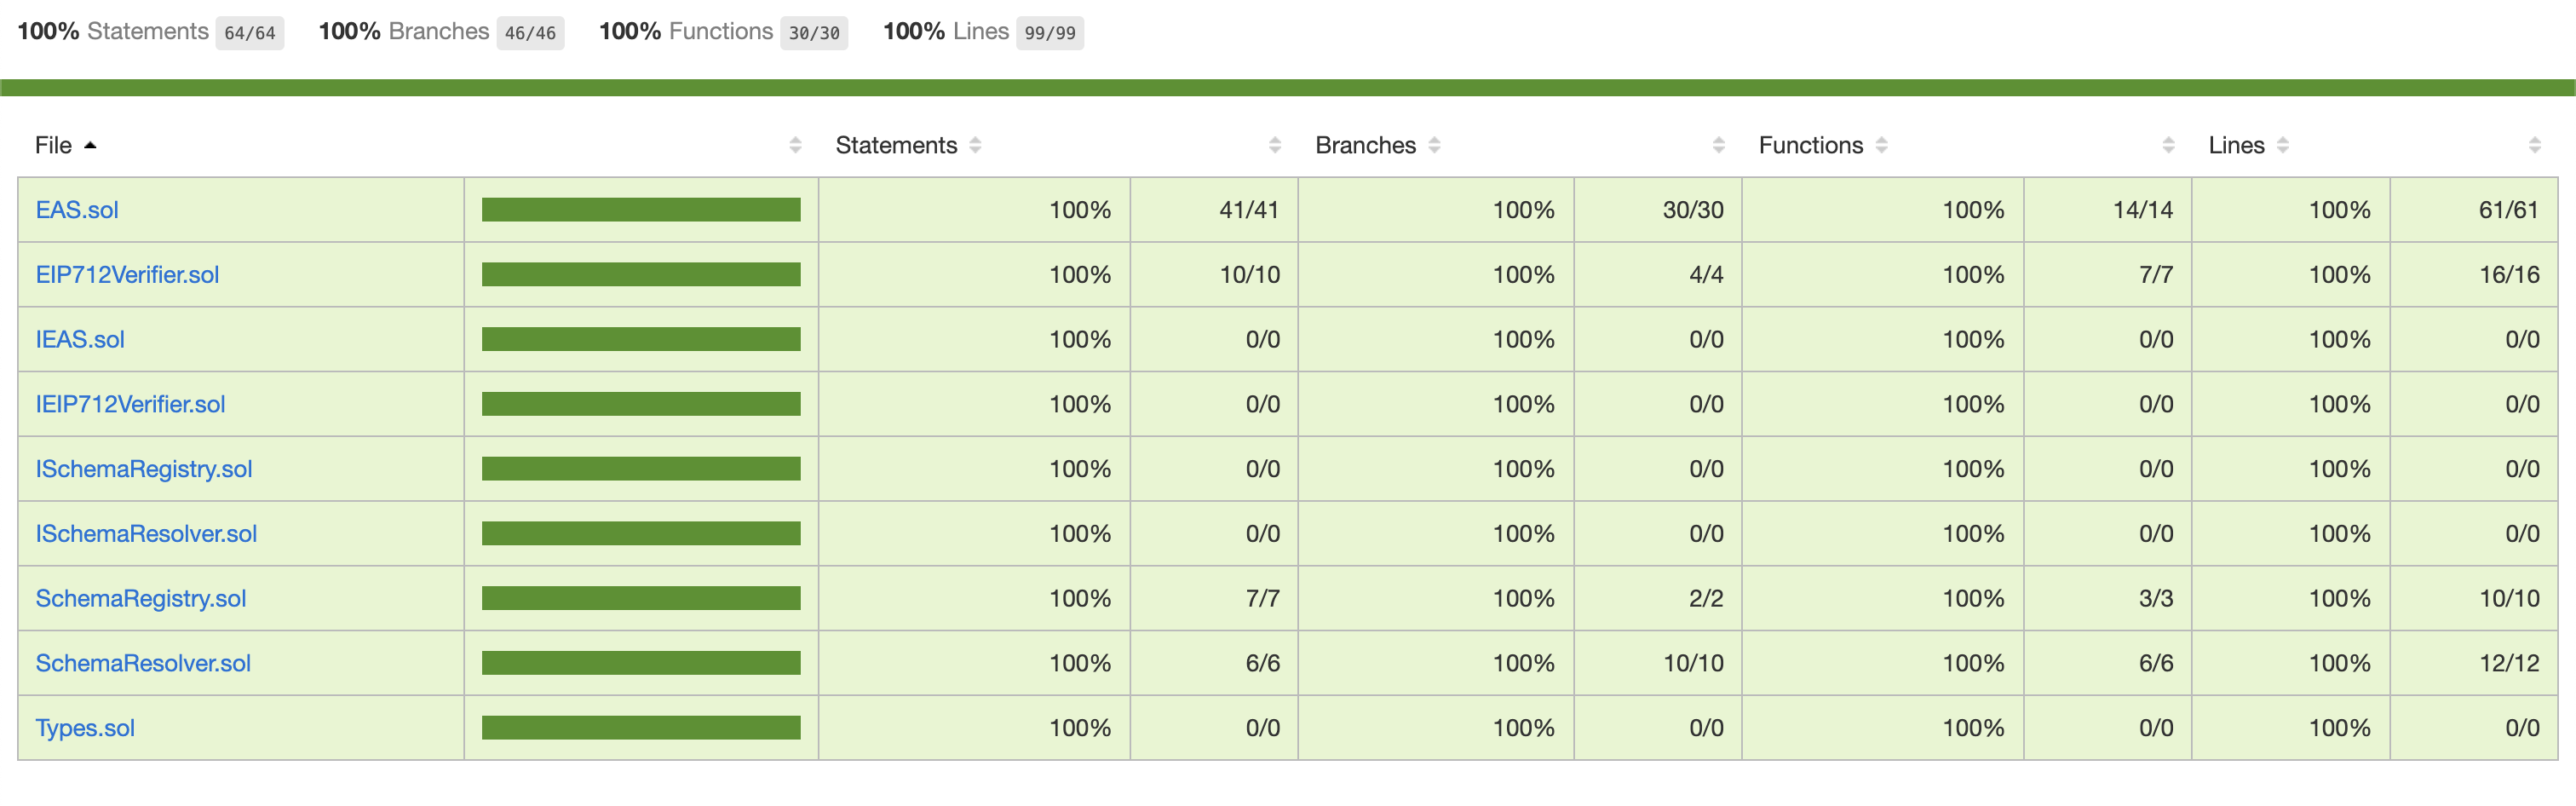 100% Statements 64/64 100% Branches 46/46 100% Functions 30/30 100% Lines 99/99
File Statements Branches Functions Lines
EAS.sol 100% 41/41 100% 30/30 100% 14/14 100% 61/61
EIP712Verifier.sol 100% 10/10 100% 4/4 100% 7/7 100% 16/16
IEAS.sol 100% 0/0 100% 0/0 100% 0/0 100% 0/0
IEIP712Verifier.sol 100% 0/0 100% 0/0 100% 0/0 100% 0/0
ISchemaRegistry.sol 100% 0/0 100% 0/0 100% 0/0 100% 0/0
ISchemaResolver.sol 100% 0/0 100% 0/0 100% 0/0 100% 0/0
SchemaRegistry.sol 100% 7/7 100% 2/2 100% 3/3 100% 10/10
SchemaResolver.sol 100% 6/6 100% 10/10 100% 6/6 100% 12/12
Types.sol 100% 0/0 100% 0/0 100% 0/0 100% 0/0